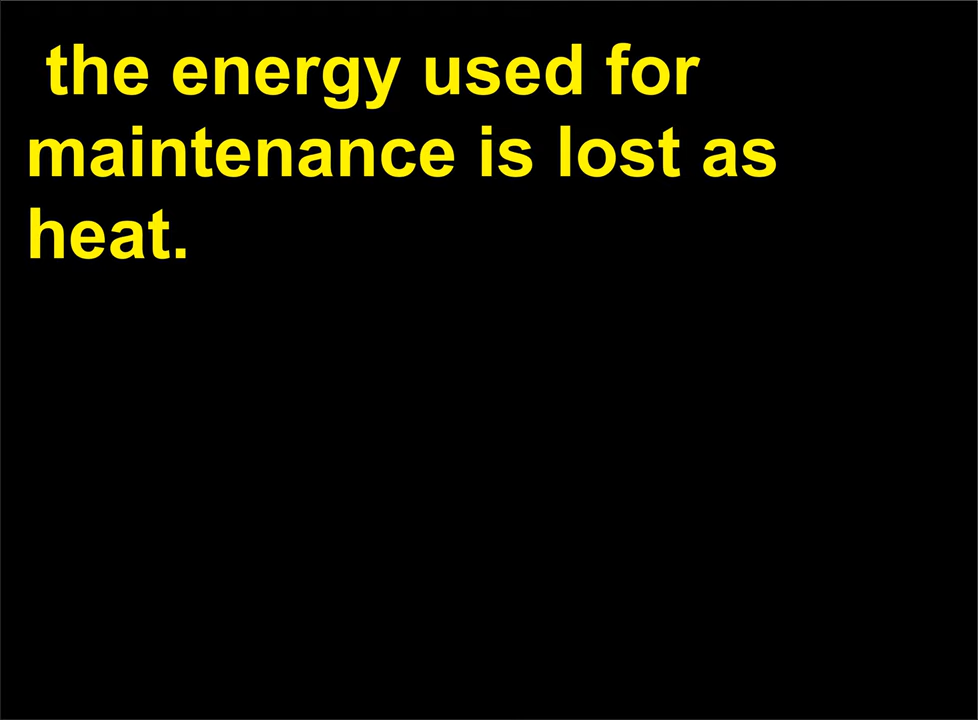 the energy used for
maintenance is lost as
heat.